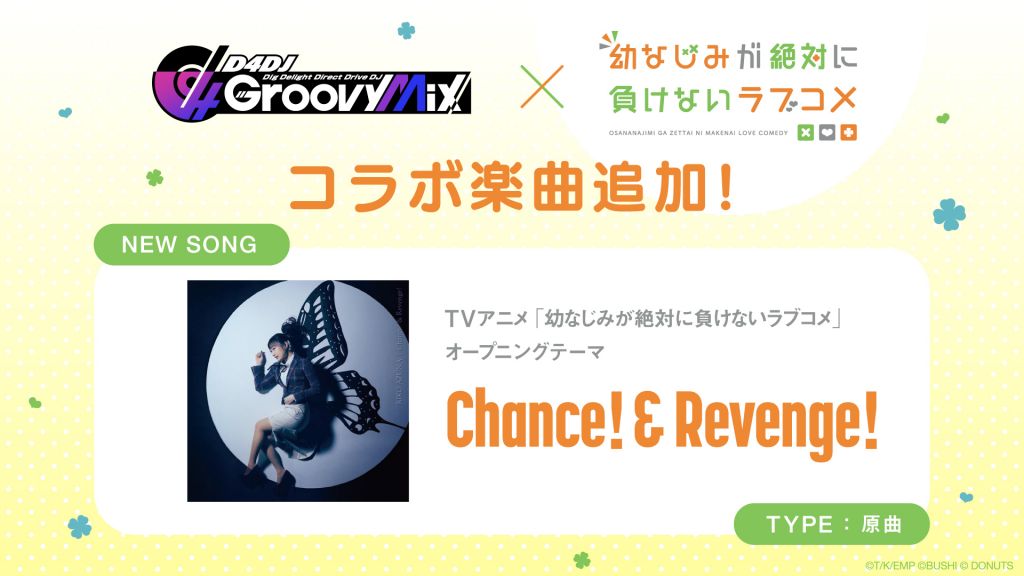 D4DJ
Dig Delight Direct Drive DJ
GroovyMix
×
幼なじみが絶対に
負けないラブコメ
OSANANAJIMI GA ZETTAI NI MAKENAI LOVE COMEDY
コラボ楽曲追加!
NEW SONG
TVアニメ「幼なじみが絶対に負けないラブコメ」
オープニングテーマ
Chance! & Revenge!
TYPE : 原曲
©T/K/EMP ©BUSHI © DONUTS